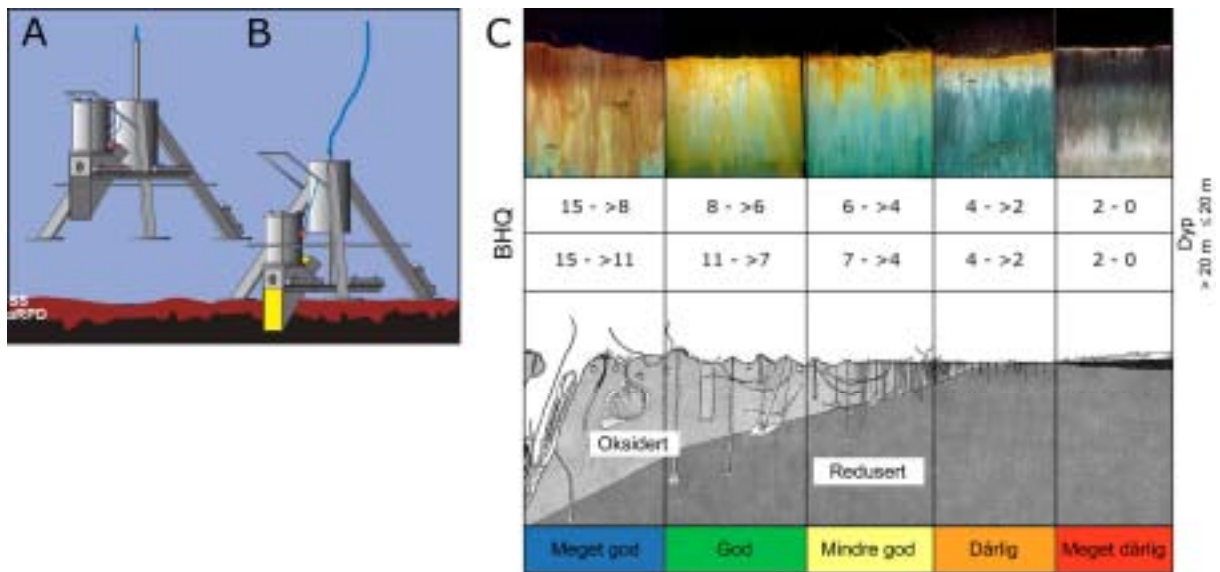 A
B
C
SS
aRPD
BHQ
15 - >8
8 - >6
6 - >4
4 - >2
2 - 0
15 - >11
11 - >7
7 - >4
4 - >2
2 - 0
Dyp
> 20 m ≤ 20 m
Oksidert
Redusert
Meget god
God
Mindre god
Dårlig
Meget dårlig